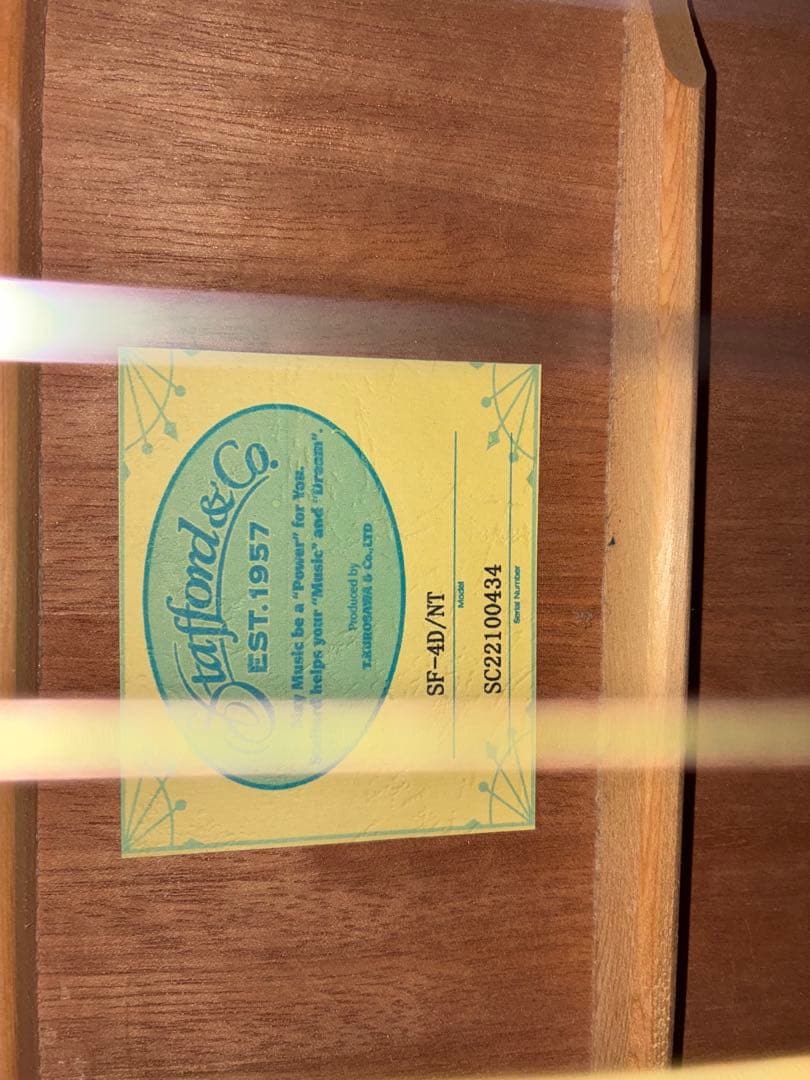 Stafford & Co.
EST.1957
Music be a "Power" for You.
helps your "Music" and "Dream".
Produced by
T.KUROSAWA & Co.,LTD
SF-4D/NT
Model
SC22100434
Serial Number